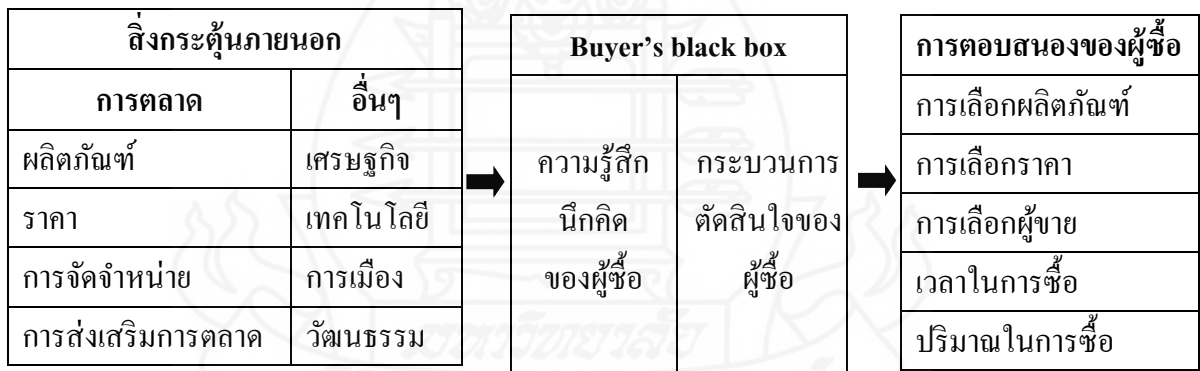 สิ่งกระตุ้นภายนอก
การตลาด อื่นๆ
ผลิตภัณฑ์ เศรษฐกิจ
ราคา เทคโนโลยี
การจัดจำหน่าย การเมือง
การส่งเสริมการตลาด วัฒนธรรม
Buyer’s black box
ความรู้สึก
นึกคิด
ของผู้ซื้อ
กระบวนการ
ตัดสินใจของ
ผู้ซื้อ
การตอบสนองของผู้ซื้อ
การเลือกผลิตภัณฑ์
การเลือกราคา
การเลือกผู้ขาย
เวลาในการซื้อ
ปริมาณในการซื้อ